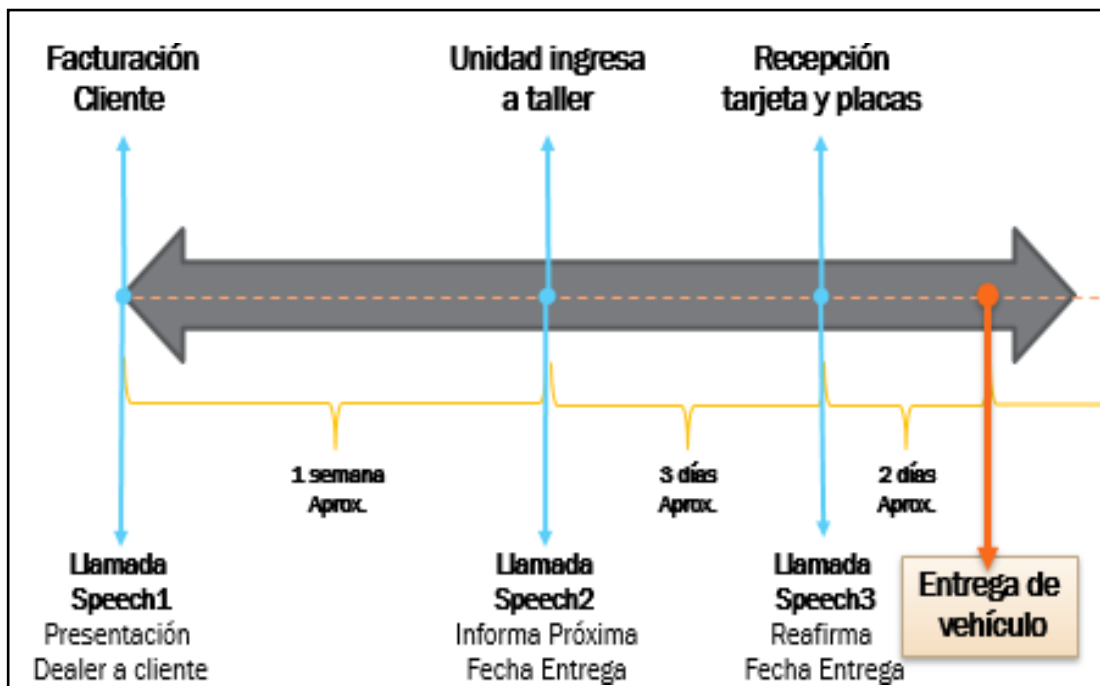 Facturación
Cliente
Unidad ingresa
a taller
Recepción
tarjeta y placas
1 semana
Aprox.
3 días
Aprox.
2 días
Aprox.
Llamada
Speech1
Presentación
Dealer a cliente
Llamada
Speech2
Informa Próxima
Fecha Entrega
Llamada
Speech3
Reafirma
Fecha Entrega
Entrega de
vehículo